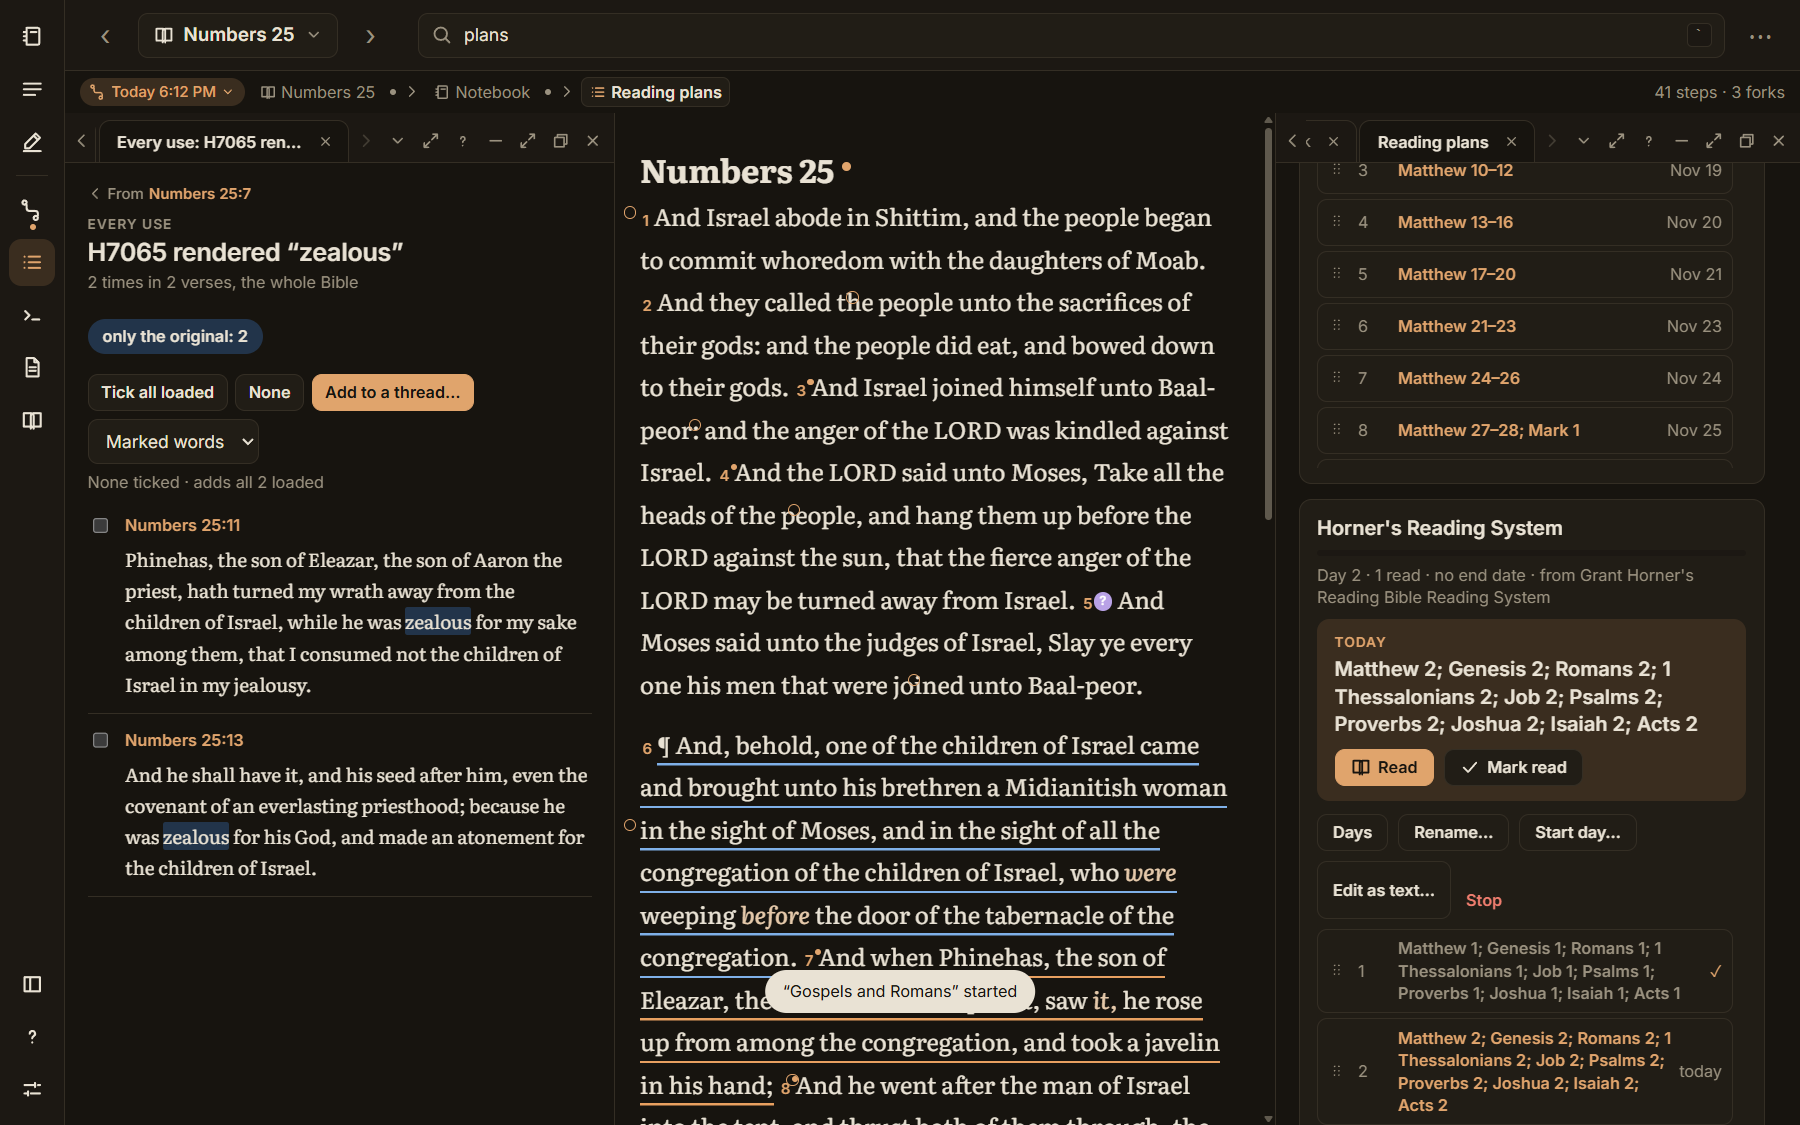 Numbers 25
plans
`
Today 6:12 PM
Numbers 25
Notebook
Reading plans
41 steps · 3 forks
Every use: H7065 ren...
?
From Numbers 25:7
EVERY USE
H7065 rendered “zealous”
2 times in 2 verses, the whole Bible
only the original: 2
Tick all loaded
None
Add to a thread...
Marked words
None ticked · adds all 2 loaded
Numbers 25:11
Phinehas, the son of Eleazar, the son of Aaron the
priest, hath turned my wrath away from the
children of Israel, while he was zealous for my sake
among them, that I consumed not the children of
Israel in my jealousy.
Numbers 25:13
And he shall have it, and his seed after him, even the
covenant of an everlasting priesthood; because he
was zealous for his God, and made an atonement for
the children of Israel.
?
Numbers 25
1 And Israel abode in Shittim, and the people began
to commit whoredom with the daughters of Moab.
2 And they called the people unto the sacrifices of
their gods: and the people did eat, and bowed down
to their gods. 3 And Israel joined himself unto Baal-
peor: and the anger of the LORD was kindled against
Israel. 4 And the LORD said unto Moses, Take all the
heads of the people, and hang them up before the
LORD against the sun, that the fierce anger of the
LORD may be turned away from Israel. 5 ? And
Moses said unto the judges of Israel, Slay ye every
one his men that were joined unto Baal-peor.
6 ¶ And, behold, one of the children of Israel came
and brought unto his brethren a Midianitish woman
in the sight of Moses, and in the sight of all the
congregation of the children of Israel, who were
weeping before the door of the tabernacle of the
congregation. 7 And when Phinehas, the son of
Eleazar, the
, saw it, he rose
“Gospels and Romans” started
up from among the congregation, and took a javelin
in his hand; 8 And he went after the man of Israel
into the tent, and thrust both of them through, the
Reading plans
?
3 Matthew 10–12 Nov 19
4 Matthew 13–16 Nov 20
5 Matthew 17–20 Nov 21
6 Matthew 21–23 Nov 23
7 Matthew 24–26 Nov 24
8 Matthew 27–28; Mark 1 Nov 25
Horner's Reading System
Day 2 · 1 read · no end date · from Grant Horner's
Reading Bible Reading System
TODAY
Matthew 2; Genesis 2; Romans 2; 1
Thessalonians 2; Job 2; Psalms 2;
Proverbs 2; Joshua 2; Isaiah 2; Acts 2
Read
Mark read
Days
Rename...
Start day...
Edit as text...
Stop
1 Matthew 1; Genesis 1; Romans 1; 1
Thessalonians 1; Job 1; Psalms 1;
Proverbs 1; Joshua 1; Isaiah 1; Acts 1
2 Matthew 2; Genesis 2; Romans 2; 1
Thessalonians 2; Job 2; Psalms 2;
Proverbs 2; Joshua 2; Isaiah 2;
Acts 2
today